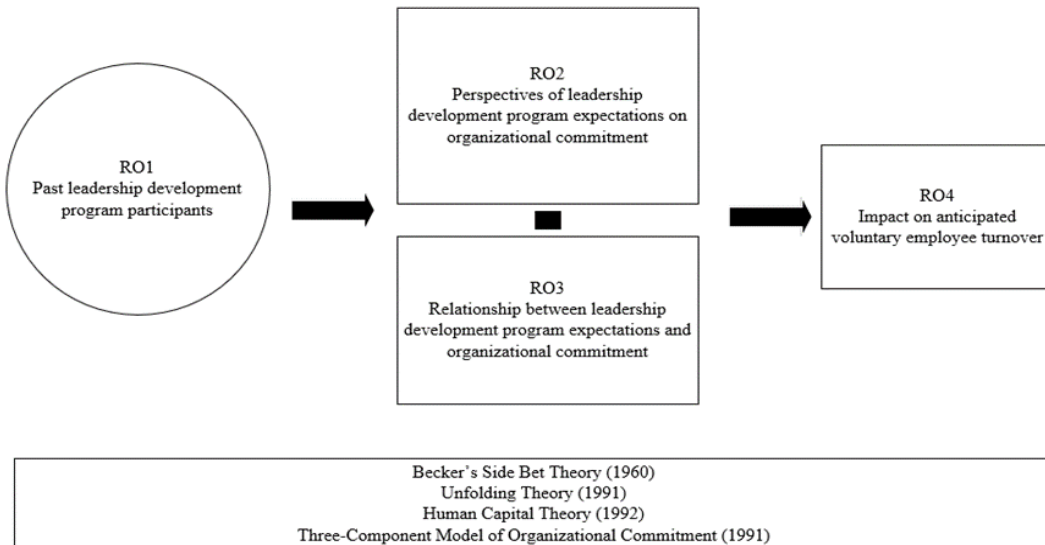 RO1
Past leadership development
program participants
RO2
Perspectives of leadership
development program expectations on
organizational commitment
RO3
Relationship between leadership
development program expectations and
organizational commitment
RO4
Impact on anticipated
voluntary employee turnover
Becker's Side Bet Theory (1960)
Unfolding Theory (1991)
Human Capital Theory (1992)
Three-Component Model of Organizational Commitment (1991)